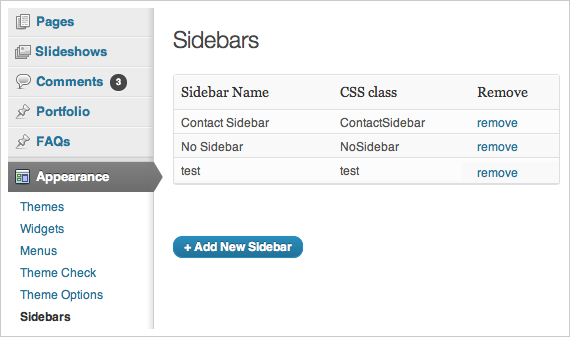 Pages
Slideshows
Comments 3
Portfolio
FAQs
Appearance
Themes
Widgets
Menus
Theme Check
Theme Options
Sidebars
Sidebars
Sidebar Name CSS class Remove
Contact Sidebar ContactSidebar remove
No Sidebar NoSidebar remove
test test remove
+ Add New Sidebar